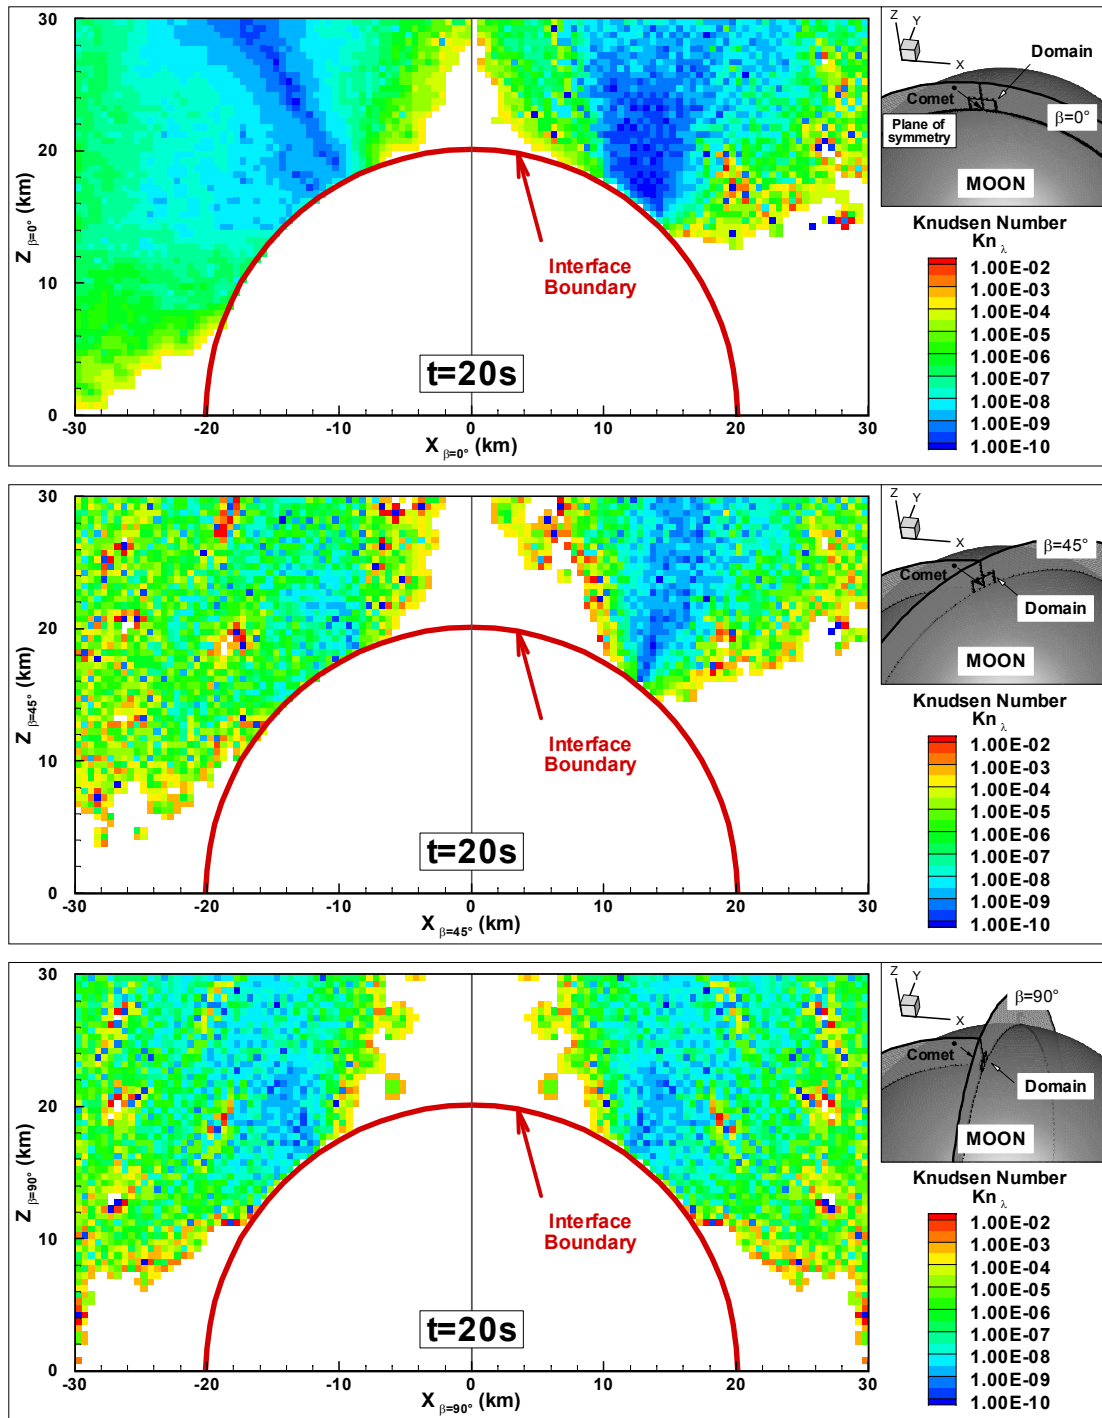 30
20
10
0
Z β=0° (km)
-30
-20
-10
0
10
20
30
X β=0° (km)
Interface
Boundary
t=20s
Z
Y
X
Domain
Comet
β=0°
Plane of
symmetry
MOON
Knudsen Number
Kn λ
1.00E-02
1.00E-03
1.00E-04
1.00E-05
1.00E-06
1.00E-07
1.00E-08
1.00E-09
1.00E-10
30
20
10
0
Z β=45° (km)
-30
-20
-10
0
10
20
30
X β=45° (km)
Interface
Boundary
t=20s
Z
Y
X
β=45°
Comet
Domain
MOON
Knudsen Number
Kn λ
1.00E-02
1.00E-03
1.00E-04
1.00E-05
1.00E-06
1.00E-07
1.00E-08
1.00E-09
1.00E-10
30
20
10
0
Z β=90° (km)
-30
-20
-10
0
10
20
30
X β=90° (km)
Interface
Boundary
t=20s
Z
Y
X
β=90°
Comet
Domain
MOON
Knudsen Number
Kn λ
1.00E-02
1.00E-03
1.00E-04
1.00E-05
1.00E-06
1.00E-07
1.00E-08
1.00E-09
1.00E-10